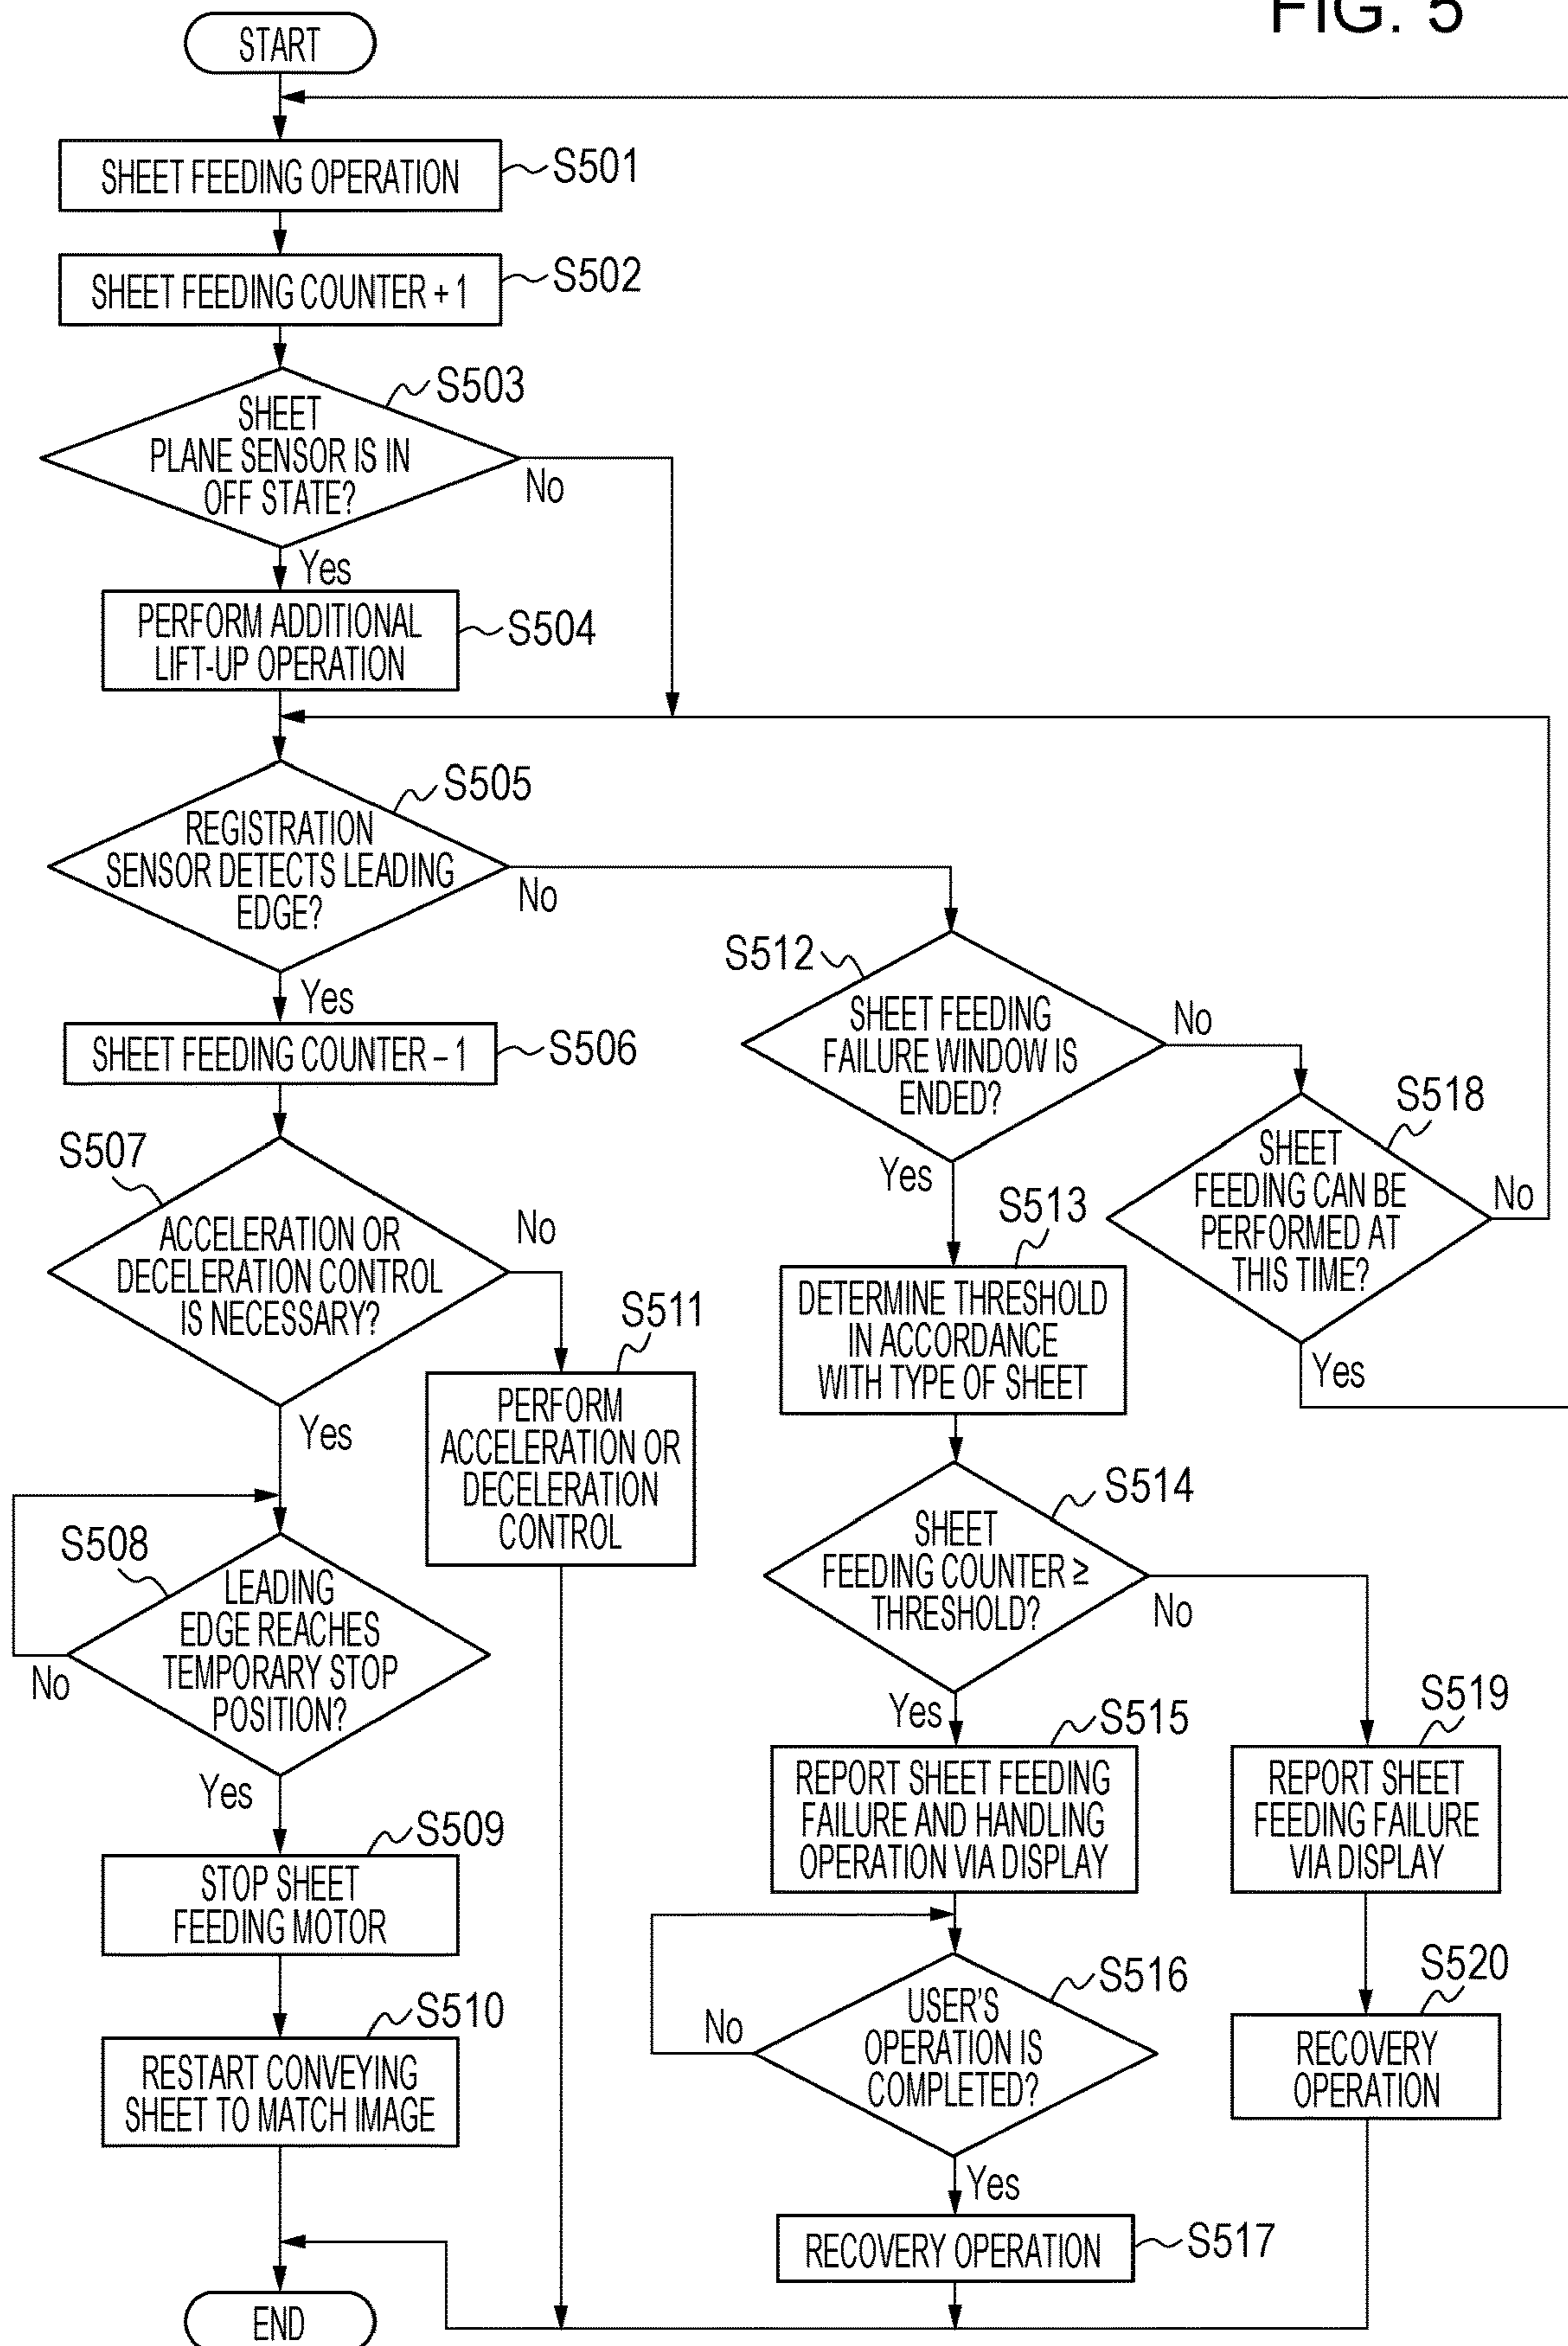 FIG. 5
START
SHEET FEEDING OPERATION
S501
SHEET FEEDING COUNTER + 1
S502
S503
SHEET
PLANE SENSOR IS IN
OFF STATE?
No
Yes
PERFORM ADDITIONAL
LIFT-UP OPERATION
S504
S505
REGISTRATION
SENSOR DETECTS LEADING
EDGE?
No
Yes
SHEET FEEDING COUNTER – 1
S506
S507
ACCELERATION OR
DECELERATION CONTROL
IS NECESSARY?
No
Yes
S511
PERFORM
ACCELERATION OR
DECELERATION
CONTROL
S508
LEADING
EDGE REACHES
TEMPORARY STOP
POSITION?
No
Yes
S509
STOP SHEET
FEEDING MOTOR
S510
RESTART CONVEYING
SHEET TO MATCH IMAGE
END
S512
SHEET FEEDING
FAILURE WINDOW IS
ENDED?
No
Yes
S518
SHEET
FEEDING CAN BE
PERFORMED AT
THIS TIME?
No
Yes
S513
DETERMINE THRESHOLD
IN ACCORDANCE
WITH TYPE OF SHEET
S514
SHEET
FEEDING COUNTER ≥
THRESHOLD?
No
Yes
S515
REPORT SHEET FEEDING
FAILURE AND HANDLING
OPERATION VIA DISPLAY
S516
USER'S
OPERATION IS
COMPLETED?
No
Yes
RECOVERY OPERATION
S517
S519
REPORT SHEET
FEEDING FAILURE
VIA DISPLAY
S520
RECOVERY
OPERATION